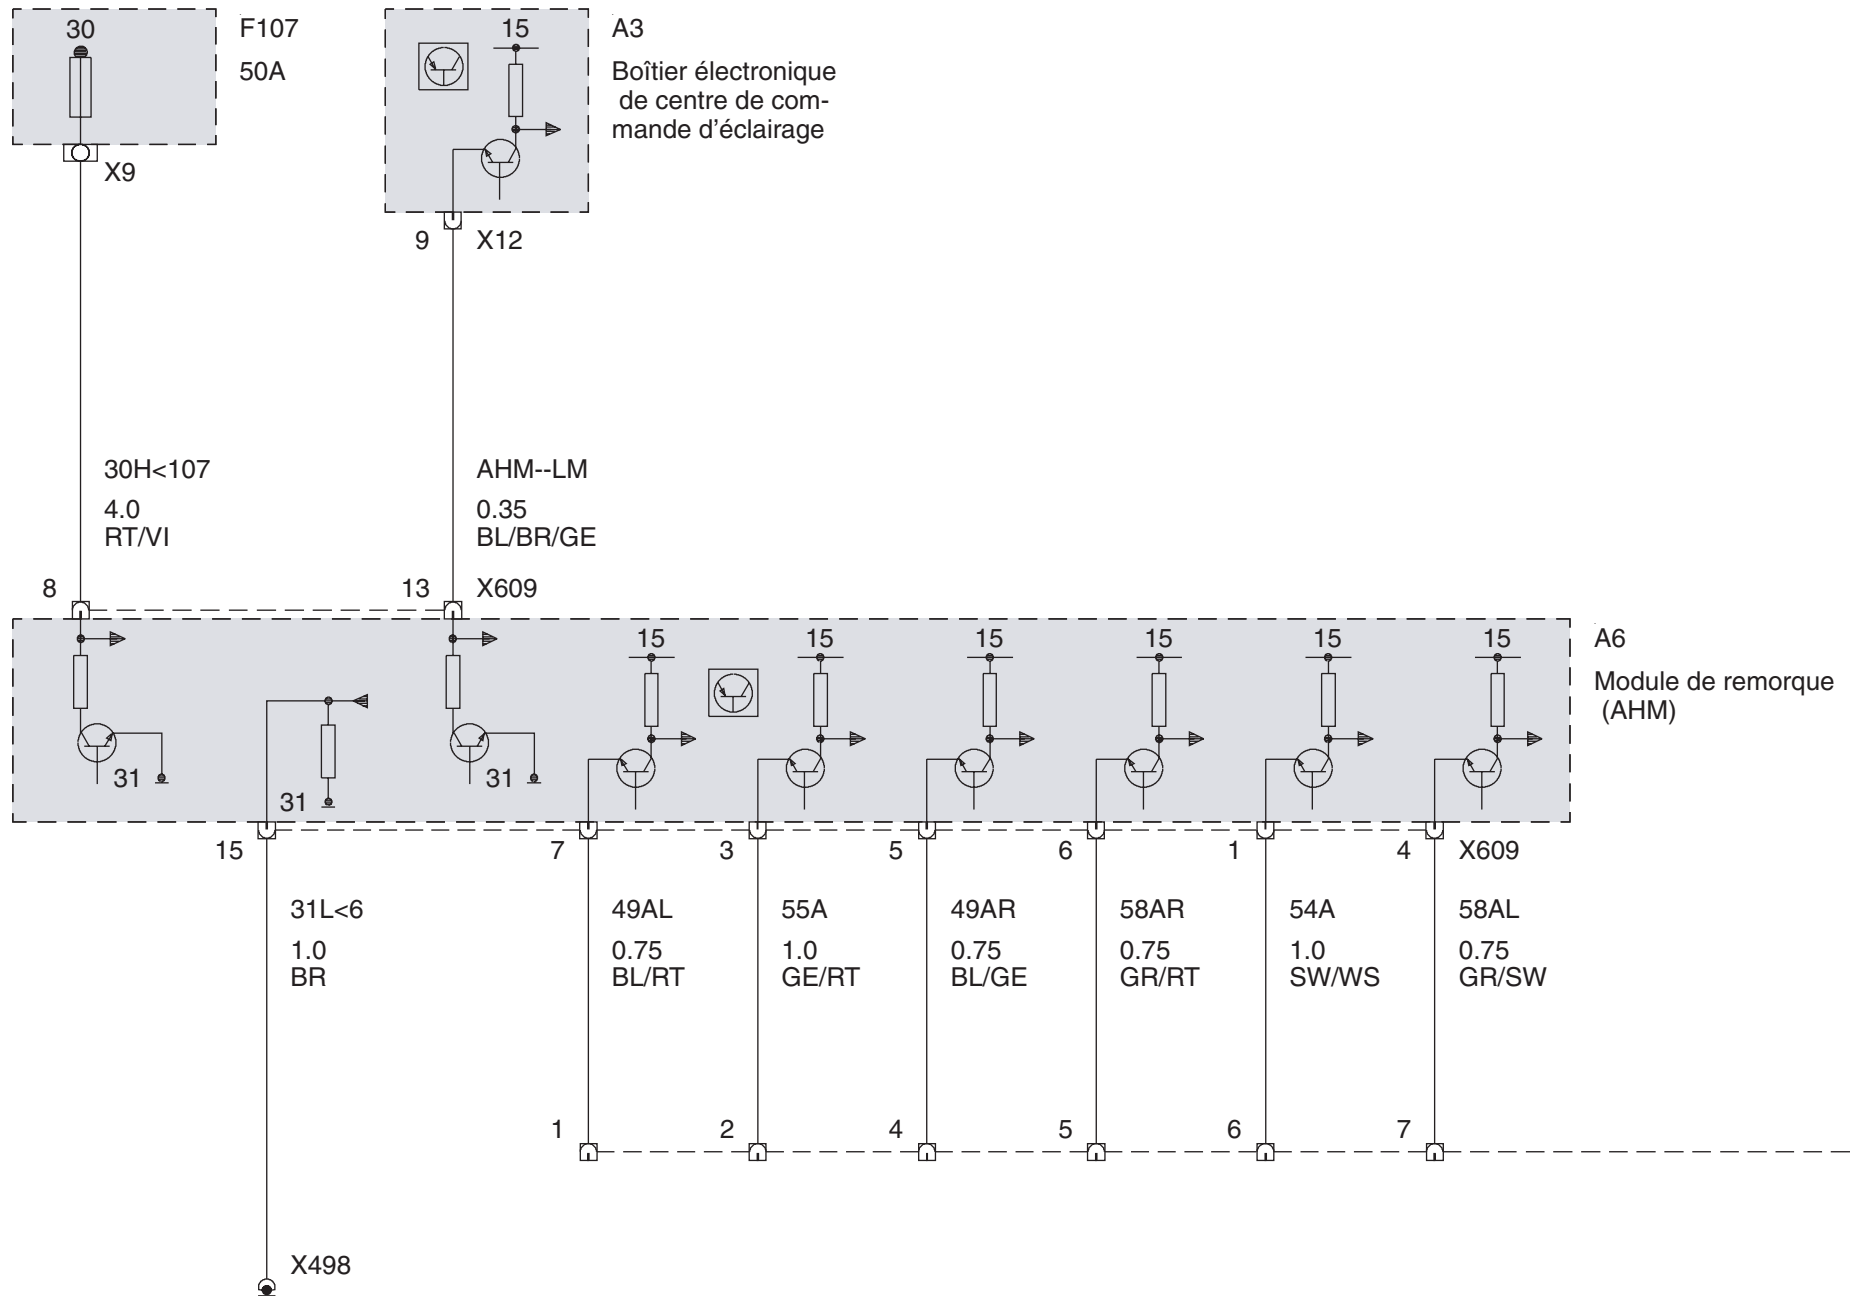 30
F107
50A
X9
15
A3
Boîtier électronique
de centre de com-
mande d'éclairage
9 X12
30H<107
4.0
RT/VI
AHM--LM
0.35
BL/BR/GE
8
13 X609
15 15 15 15 15 15
A6
Module de remorque
(AHM)
31
31
31
15 7 3 5 6 1 4 X609
31L<6
1.0
BR
49AL
0.75
BL/RT
55A
1.0
GE/RT
49AR
0.75
BL/GE
58AR
0.75
GR/RT
54A
1.0
SW/WS
58AL
0.75
GR/SW
1 2 4 5 6 7
X498